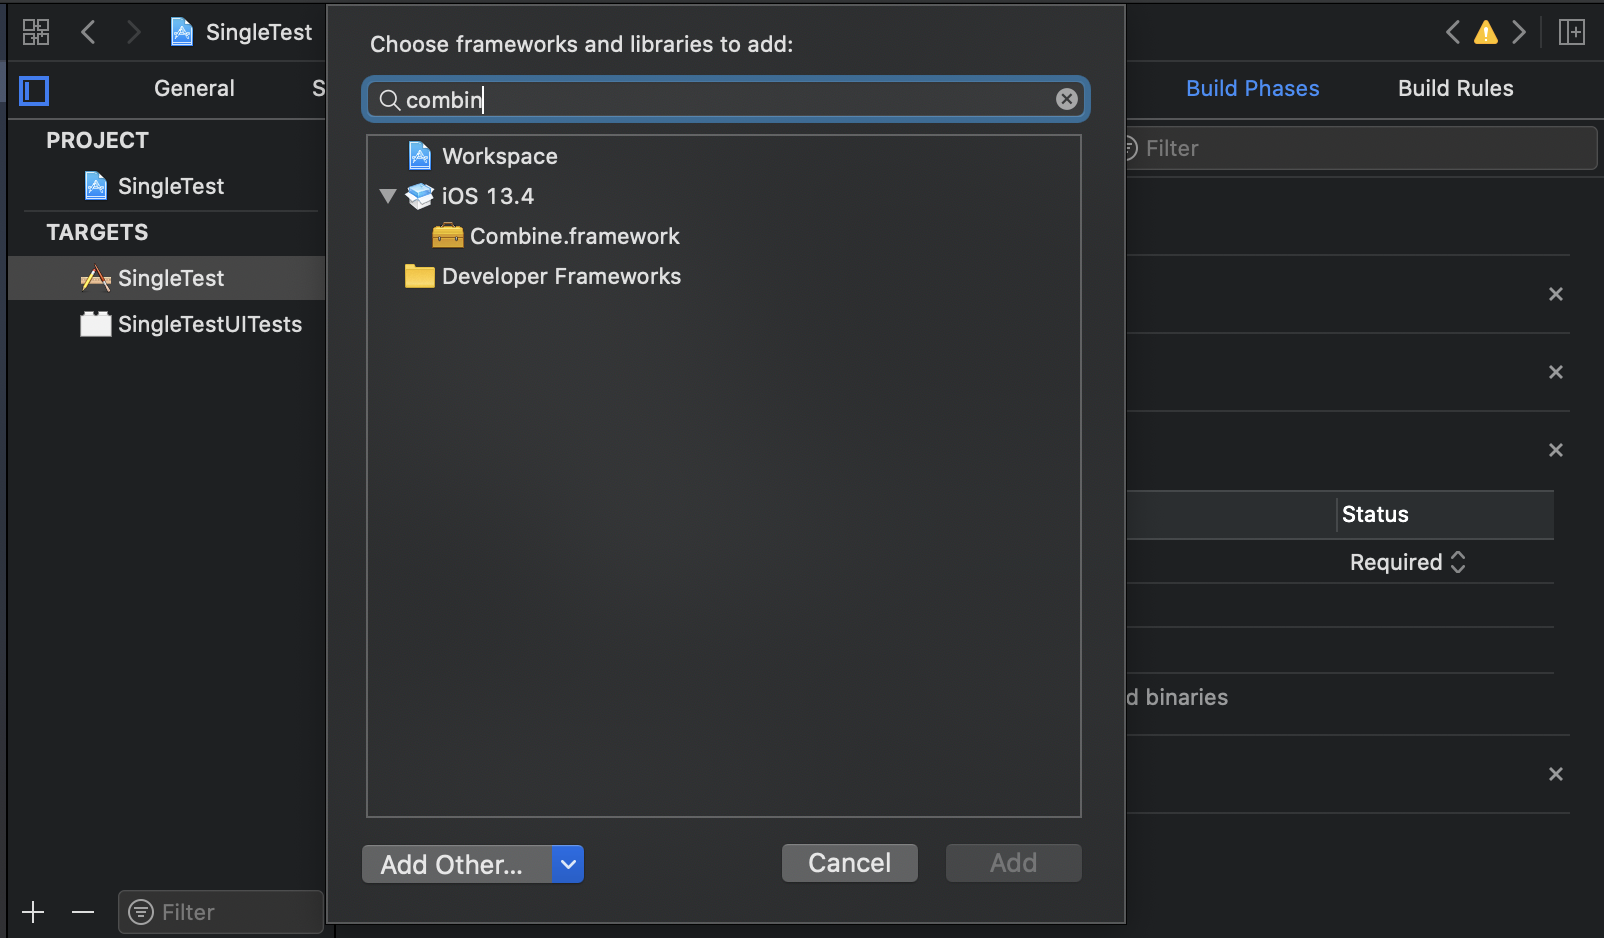 SingleTest
Choose frameworks and libraries to add:
General
S
Build Phases
Build Rules
combin
PROJECT
Filter
Workspace
SingleTest
iOS 13.4
TARGETS
Combine.framework
SingleTest
Developer Frameworks
SingleTestUITests
Status
Required
d binaries
Add Other...
Cancel
Add
Filter